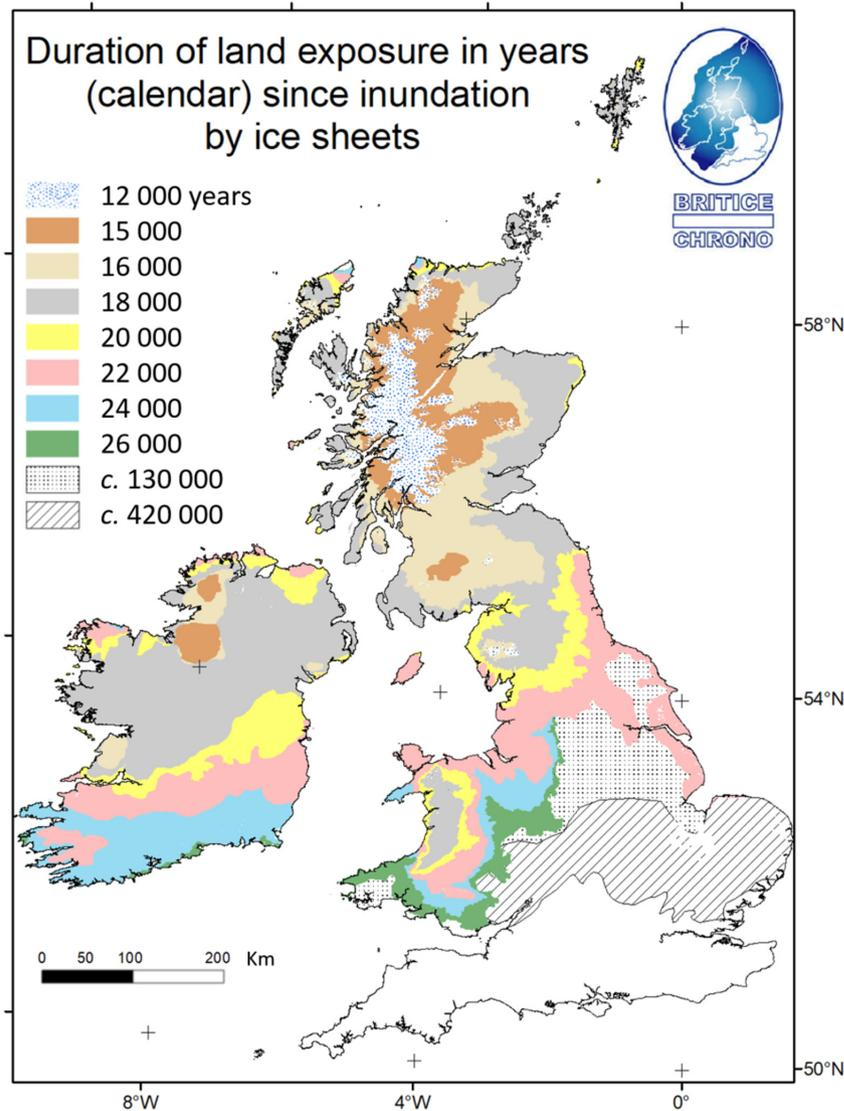 Duration of land exposure in years
(calendar) since inundation
by ice sheets
BRITICE
CHRONO
12 000 years
15 000
16 000
18 000
20 000
22 000
24 000
26 000
c. 130 000
c. 420 000
58°N
54°N
0 50 100 200 Km
50°N
8°W 4°W 0°